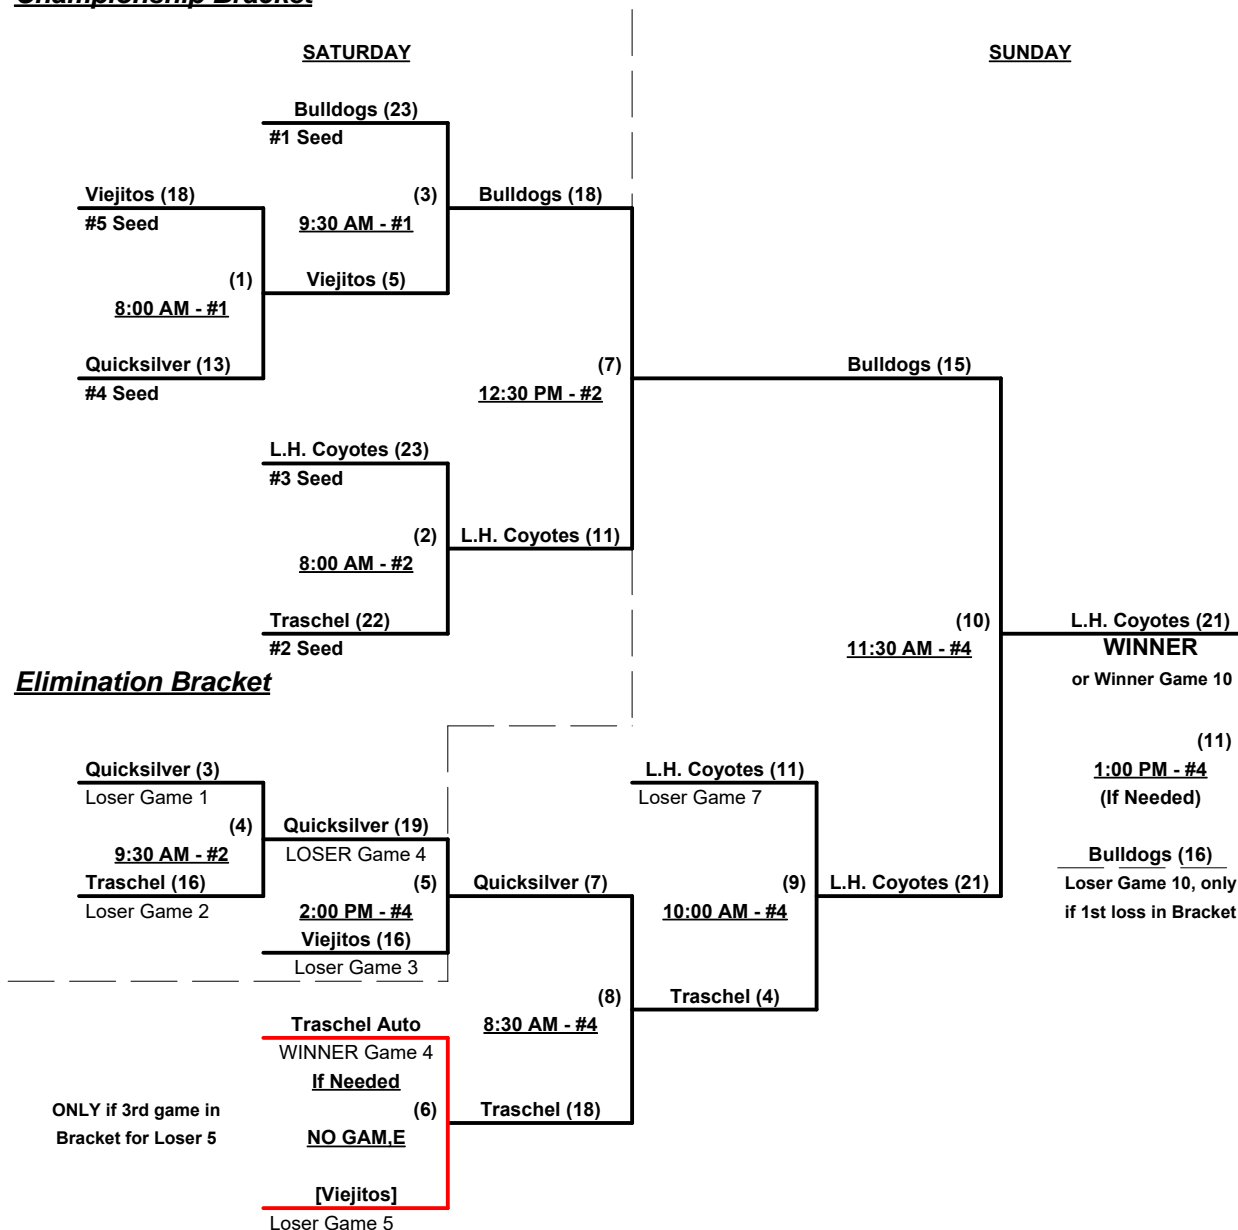 Championship Bracket
SATURDAY
SUNDAY
Bulldogs (23)
#1 Seed
Viejitos (18)
(3)
Bulldogs (18)
#5 Seed
9:30 AM - #1
(1)
Viejitos (5)
8:00 AM - #1
Quicksilver (13)
(7)
Bulldogs (15)
#4 Seed
12:30 PM - #2
L.H. Coyotes (23)
#3 Seed
(2)
L.H. Coyotes (11)
8:00 AM - #2
Traschel (22)
(10)
L.H. Coyotes (21)
#2 Seed
11:30 AM - #4
WINNER
Elimination Bracket
or Winner Game 10
(11)
Quicksilver (3)
L.H. Coyotes (11)
1:00 PM - #4
Loser Game 1
Loser Game 7
(If Needed)
(4)
Quicksilver (19)
9:30 AM - #2
LOSER Game 4
Bulldogs (16)
Traschel (16)
(5)
Quicksilver (7)
(9)
L.H. Coyotes (21)
Loser Game 10, only
Loser Game 2
2:00 PM - #4
10:00 AM - #4
if 1st loss in Bracket
Viejitos (16)
Loser Game 3
(8)
Traschel (4)
Traschel Auto
8:30 AM - #4
WINNER Game 4
If Needed
ONLY if 3rd game in
(6)
Traschel (18)
Bracket for Loser 5
NO GAM,E
[Viejitos]
Loser Game 5